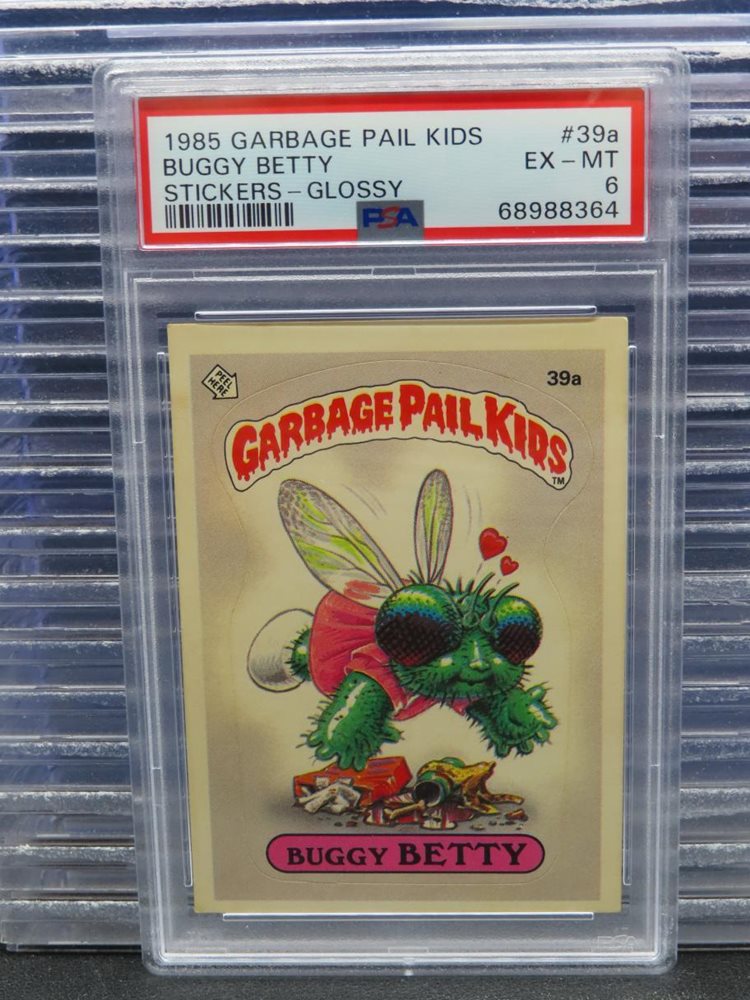 1985 GARBAGE PAIL KIDS #39a
BUGGY BETTY EX - MT
STICKERS - GLOSSY 6
PSA 68988364
PEEL HERE
39a
GARBAGE PAIL KIDS
TM
BUGGY BETTY